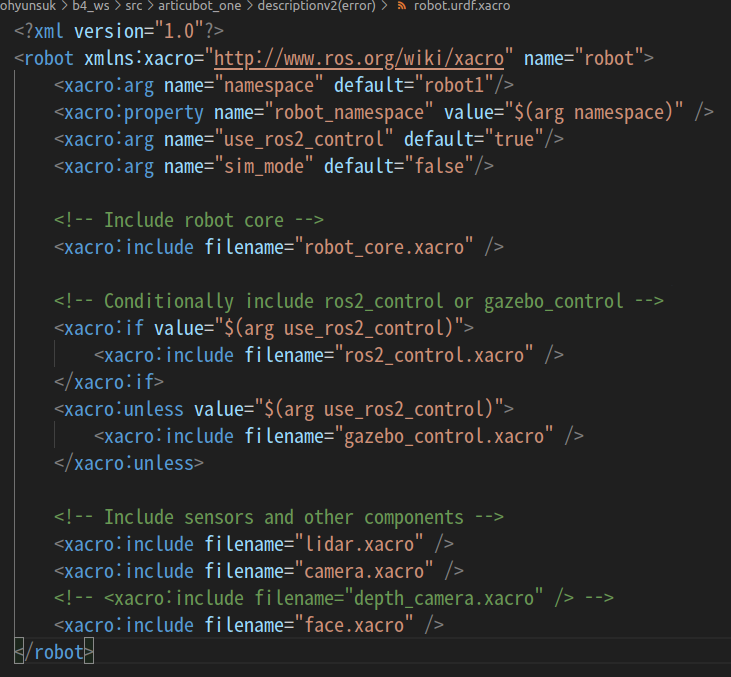 ohyunsuk > b4_ws > src > articubot_one > descriptionv2(error) > robot.urdf.xacro
<?xml version="1.0"?>
<robot xmlns:xacro="http://www.ros.org/wiki/xacro" name="robot">
    <xacro:arg name="namespace" default="robot1"/>
    <xacro:property name="robot_namespace" value="$(arg namespace)" />
    <xacro:arg name="use_ros2_control" default="true"/>
    <xacro:arg name="sim_mode" default="false"/>

    <!-- Include robot core -->
    <xacro:include filename="robot_core.xacro" />

    <!-- Conditionally include ros2_control or gazebo_control -->
    <xacro:if value="$(arg use_ros2_control)">
        <xacro:include filename="ros2_control.xacro" />
    </xacro:if>
    <xacro:unless value="$(arg use_ros2_control)">
        <xacro:include filename="gazebo_control.xacro" />
    </xacro:unless>

    <!-- Include sensors and other components -->
    <xacro:include filename="lidar.xacro" />
    <xacro:include filename="camera.xacro" />
    <!-- <xacro:include filename="depth_camera.xacro" /> -->
    <xacro:include filename="face.xacro" />
</robot>